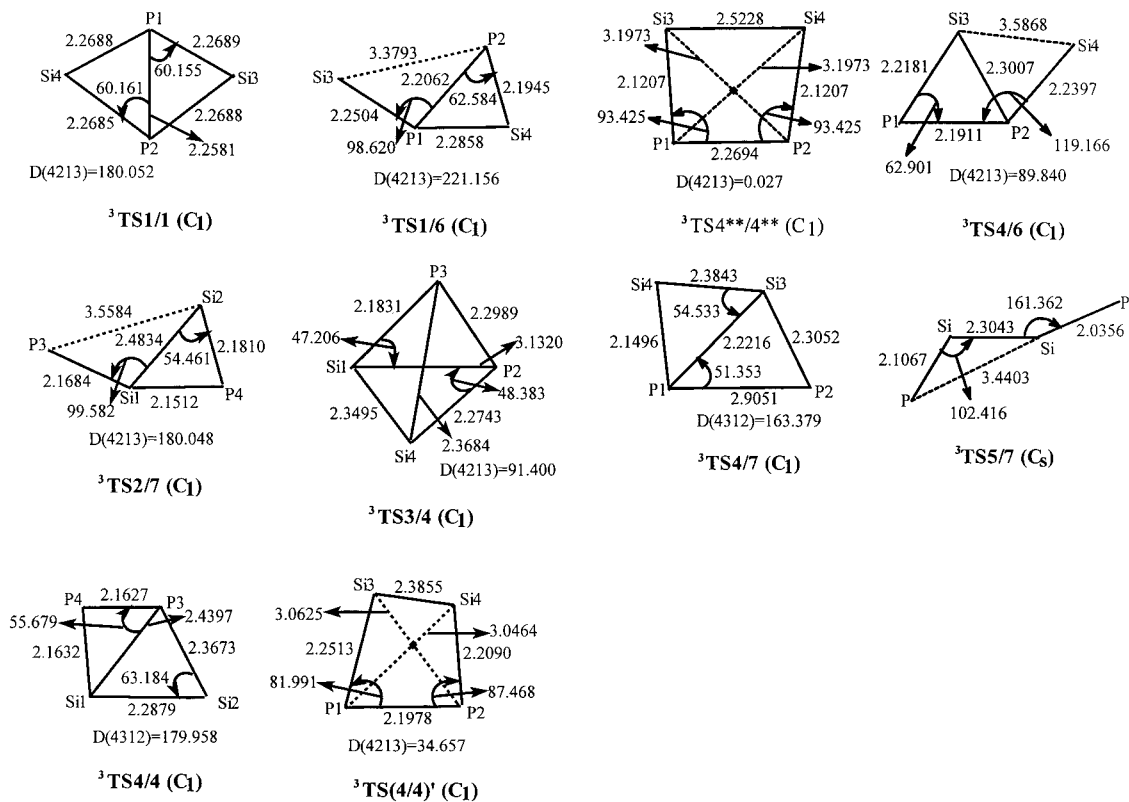 P1
2.2688
2.2689
60.155
Si4
Si3
60.161
2.2685
2.2688
P2
2.2581
D(4213)=180.052
³TS1/1 (C1)
P2
3.3793
Si3
2.2062
2.1945
62.584
2.2504
P1
2.2858
Si4
98.620
D(4213)=221.156
³TS1/6 (C1)
Si3
2.5228
Si4
3.1973
3.1973
2.1207
2.1207
93.425
93.425
P1
2.2694
P2
D(4213)=0.027
³TS4**/4** (C1)
Si3
3.5868
Si4
2.2181
2.3007
2.2397
P1
2.1911
P2
119.166
62.901
D(4213)=89.840
³TS4/6 (C1)
Si2
3.5584
P3
2.4834
2.1810
54.461
2.1684
Si1
2.1512
P4
99.582
D(4213)=180.048
³TS2/7 (C1)
P3
2.1831
2.2989
47.206
3.1320
Si1
P2
48.383
2.3495
2.2743
Si4
2.3684
D(4213)=91.400
³TS3/4 (C1)
Si4
2.3843
Si3
54.533
2.1496
2.2216
2.3052
51.353
P1
2.9051
P2
D(4312)=163.379
³TS4/7 (C1)
P
161.362
Si
2.3043
Si
2.0356
2.1067
3.4403
P
102.416
³TS5/7 (Cs)
P4
2.1627
P3
55.679
2.4397
2.1632
2.3673
63.184
Si1
2.2879
Si2
D(4312)=179.958
³TS4/4 (C1)
Si3
2.3855
Si4
3.0625
3.0464
2.2513
2.2090
81.991
87.468
P1
2.1978
P2
D(4213)=34.657
³TS(4/4)' (C1)